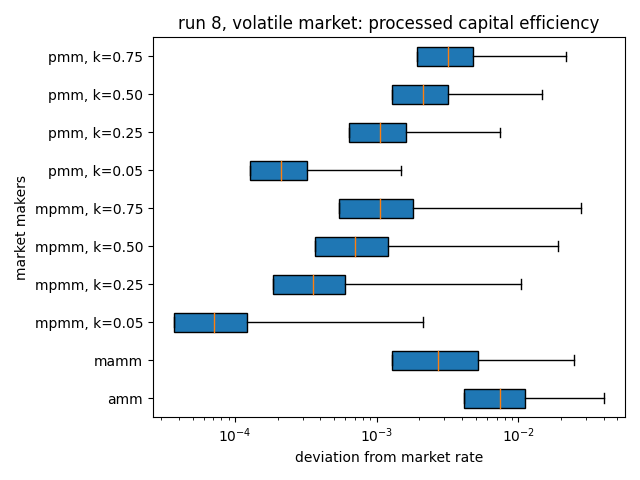 run 8, volatile market: processed capital efficiency
pmm, k=0.75
pmm, k=0.50
pmm, k=0.25
pmm, k=0.05
mpmm, k=0.75
mpmm, k=0.50
mpmm, k=0.25
mpmm, k=0.05
mamm
amm
market makers
10⁻⁴ 10⁻³ 10⁻²
deviation from market rate